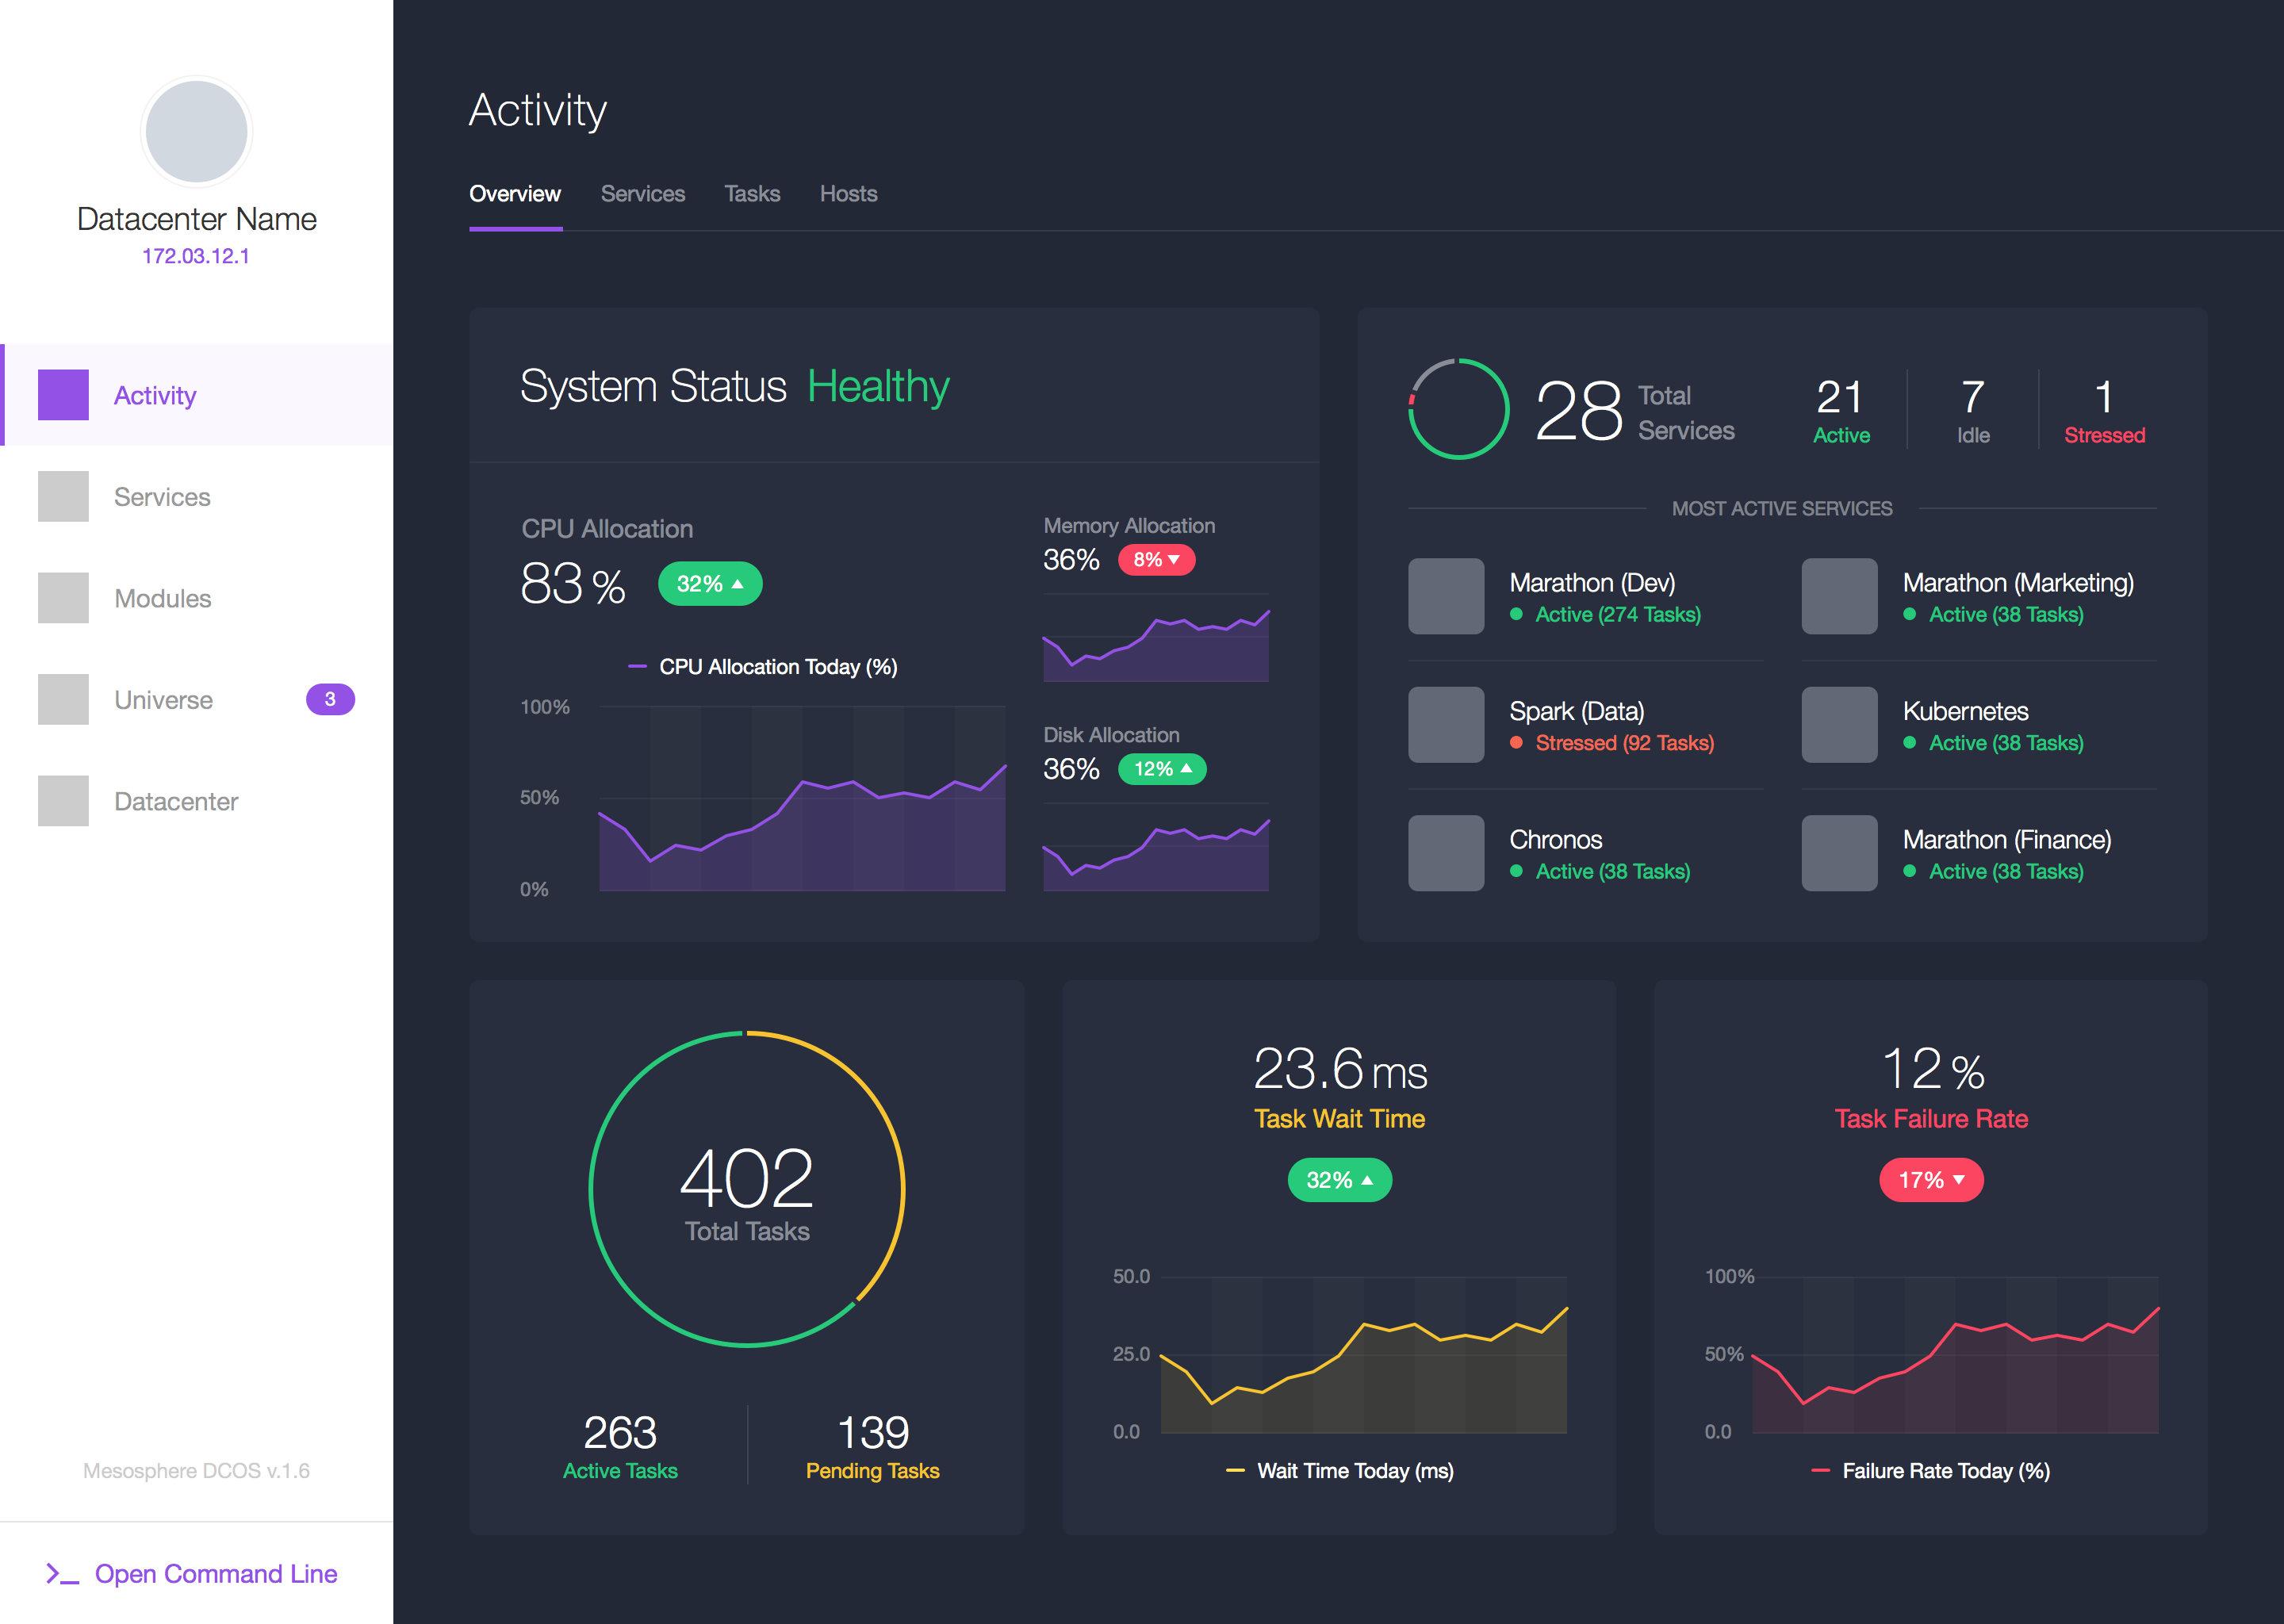 Datacenter Name
172.03.12.1
Activity
Services
Modules
Universe 3
Datacenter
Mesosphere DCOS v.1.6
Open Command Line
Activity
Overview Services Tasks Hosts
System Status Healthy
CPU Allocation
83 % 32%
CPU Allocation Today (%)
100%
50%
0%
Memory Allocation
36% 8%
Disk Allocation
36% 12%
28 Total
Services
21
Active
7
Idle
1
Stressed
MOST ACTIVE SERVICES
Marathon (Dev)
Active (274 Tasks)
Marathon (Marketing)
Active (38 Tasks)
Spark (Data)
Stressed (92 Tasks)
Kubernetes
Active (38 Tasks)
Chronos
Active (38 Tasks)
Marathon (Finance)
Active (38 Tasks)
402
Total Tasks
263
Active Tasks
139
Pending Tasks
23.6 ms
Task Wait Time
32%
50.0
25.0
0.0
Wait Time Today (ms)
12 %
Task Failure Rate
17%
100%
50%
0.0
Failure Rate Today (%)